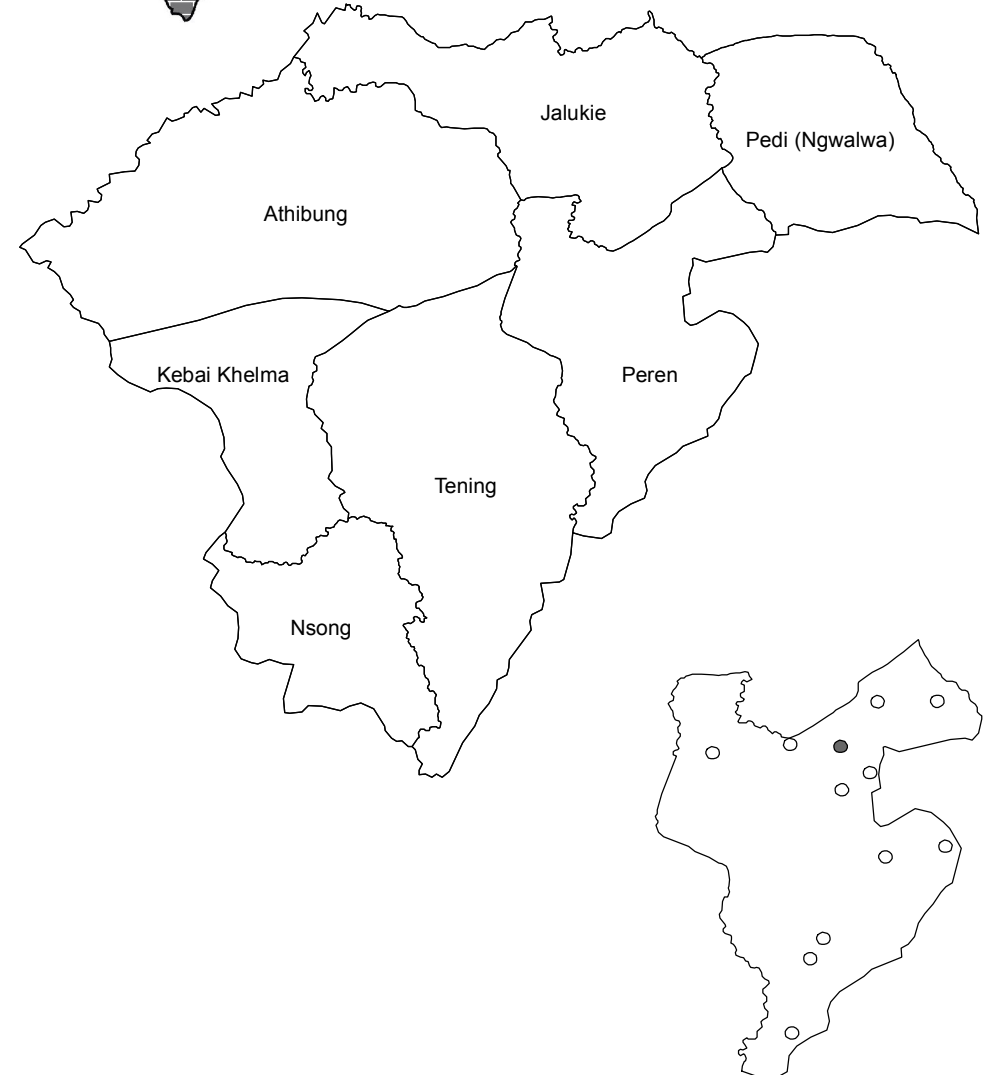 Jalukie
Pedi (Ngwalwa)
Athibung
Kebai Khelma
Peren
Tening
Nsong